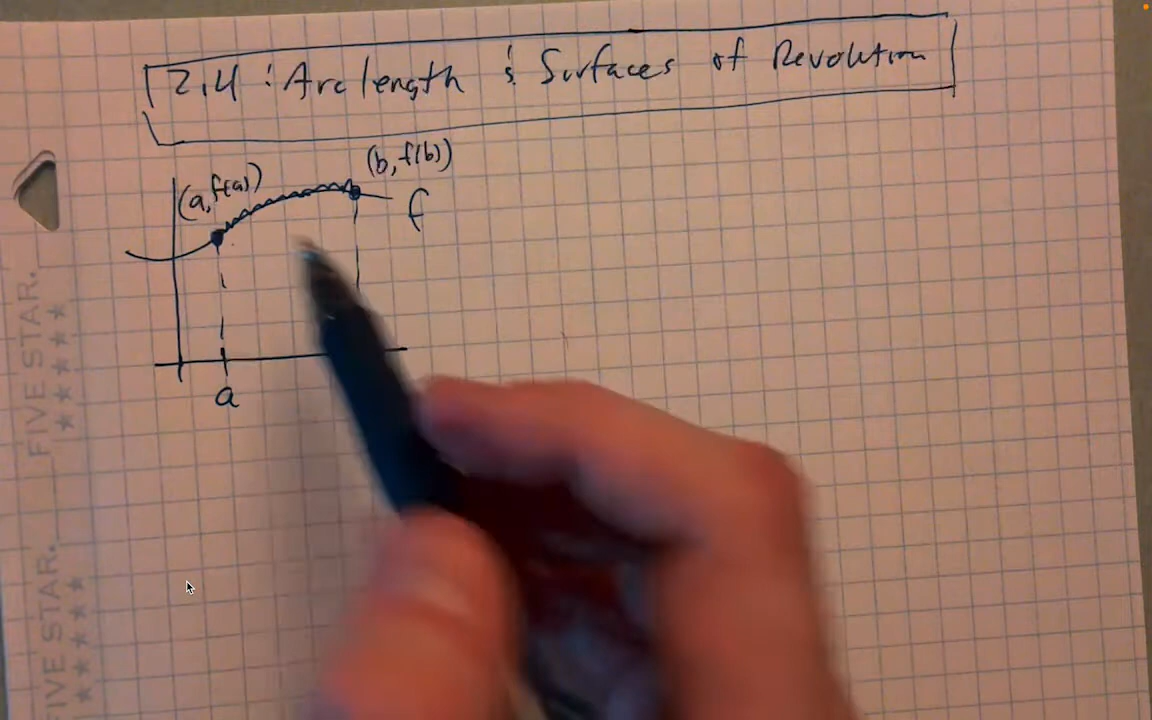 2.4 : Arclength & Surfaces of Revolution
(b, f(b))
(a, f(a))
f
a
FIVE STAR.
★★★★★
FIVE STAR.
★★★★★